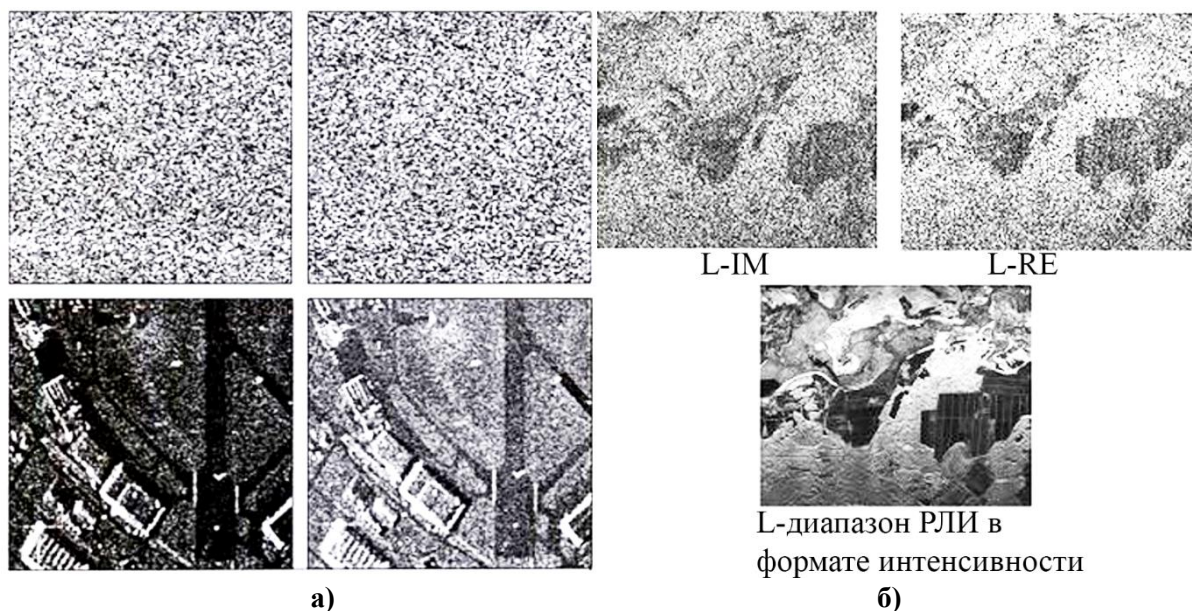 L-IM
L-RE
L-диапазон РЛИ в
формате интенсивности
а)
б)